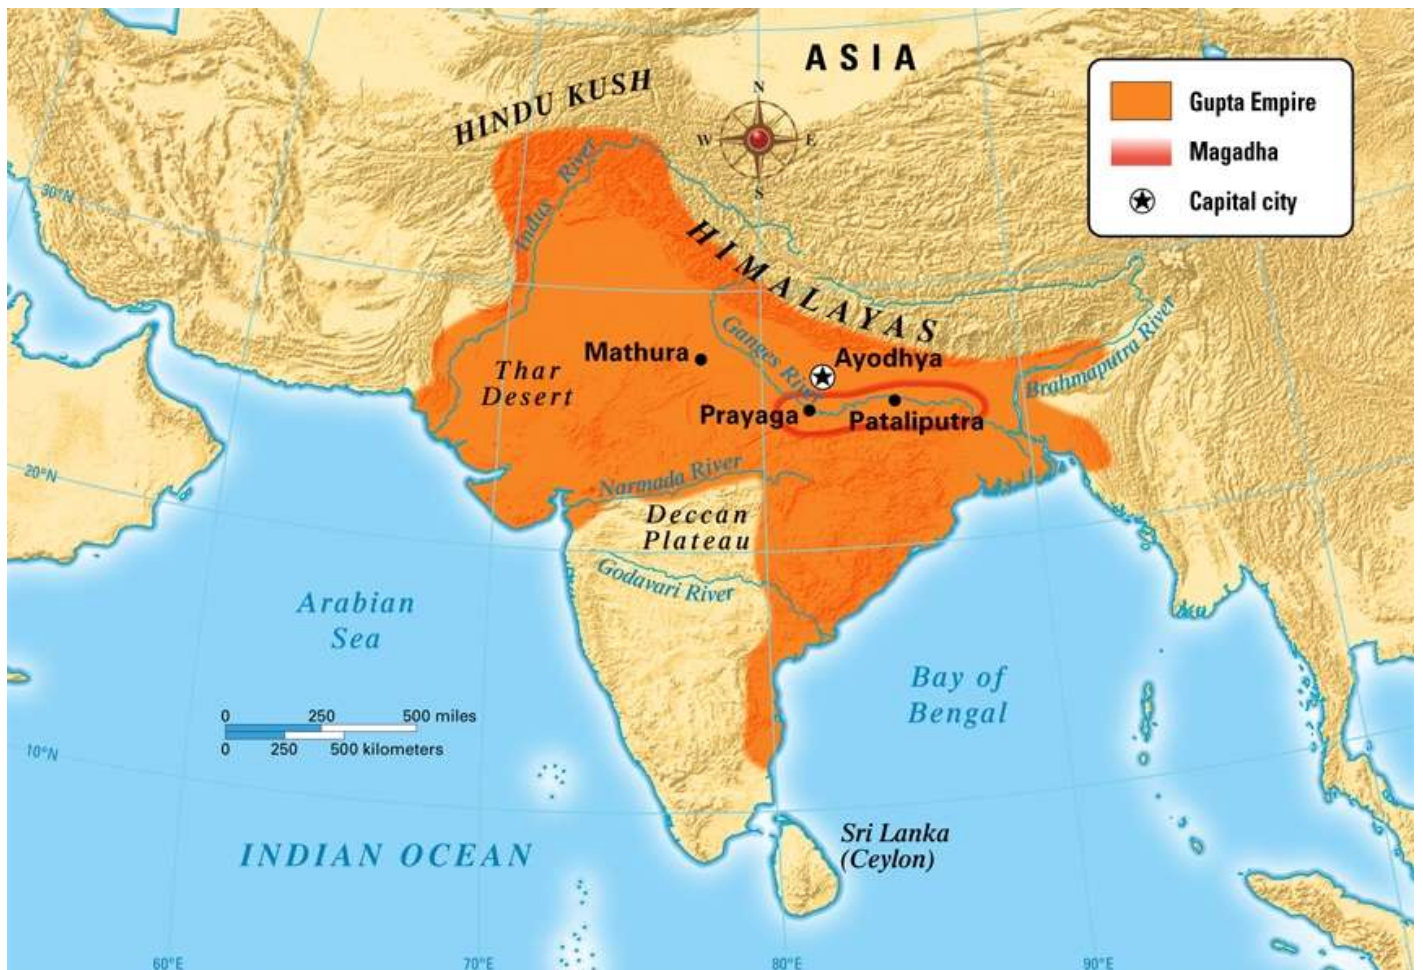 ASIA
HINDU KUSH
N
W
E
S
Gupta Empire
Magadha
Capital city
30°N
Indus River
HIMALAYAS
Ganges River
Brahmaputra River
Mathura
Ayodhya
Thar
Desert
Prayaga
Pataliputra
20°N
Narmada River
Deccan
Plateau
Godavari River
Arabian
Sea
Bay of
Bengal
0 250 500 miles
0 250 500 kilometers
10°N
INDIAN OCEAN
Sri Lanka
(Ceylon)
60°E
70°E
80°E
90°E